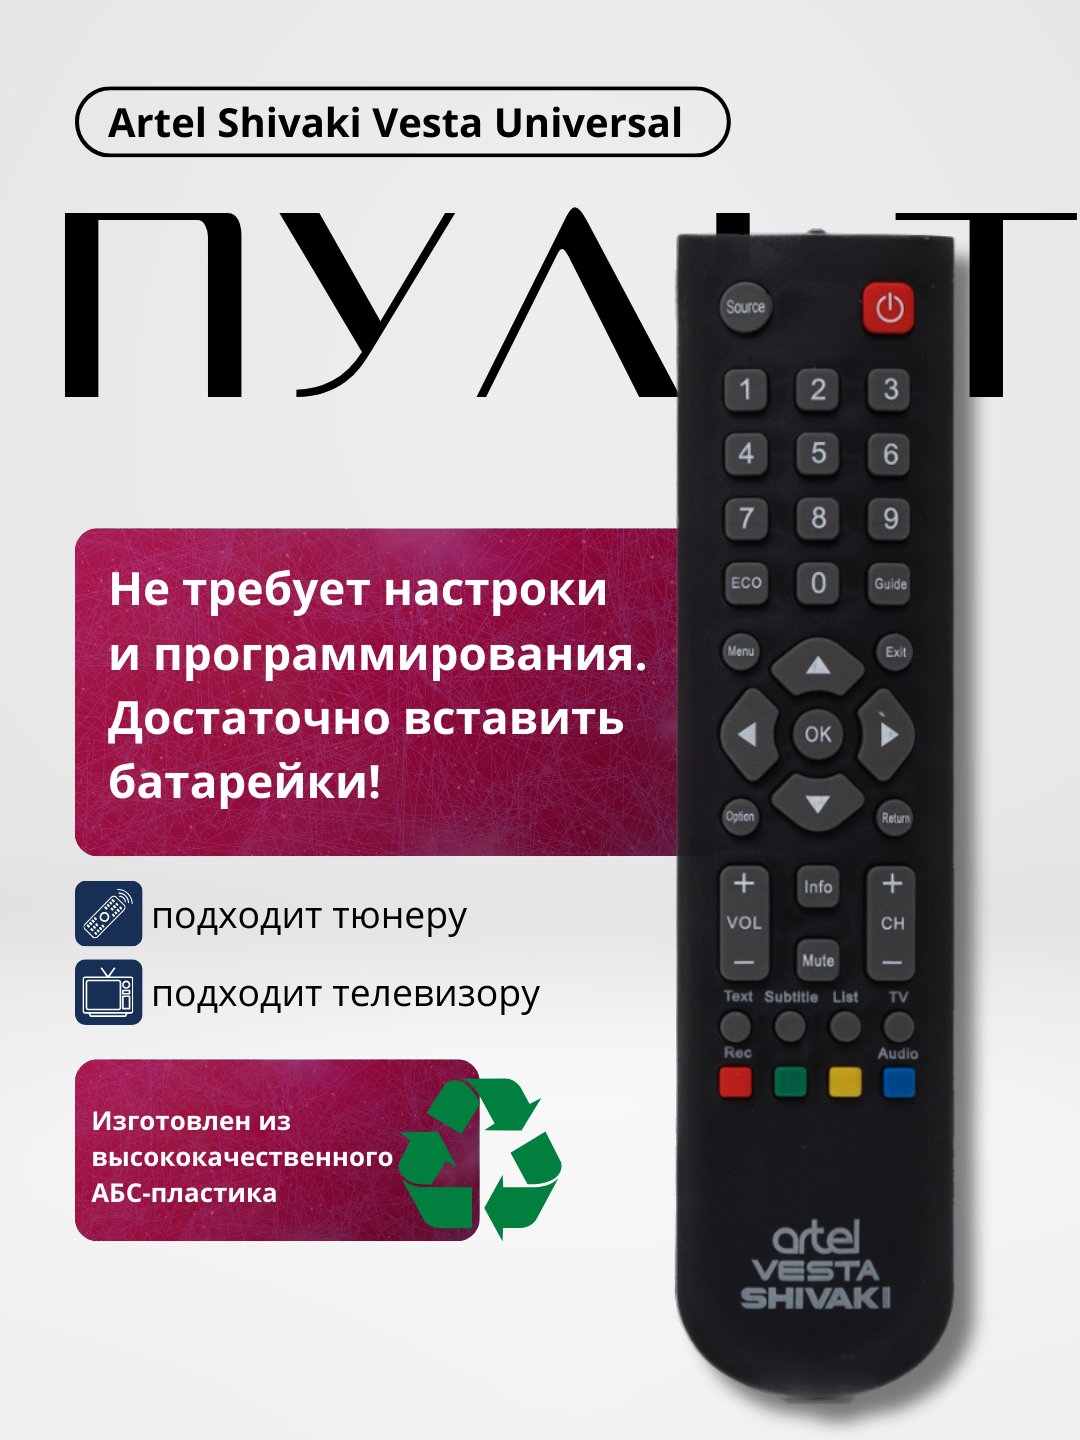 Artel Shivaki Vesta Universal
ПУЛЬТ
Source
1 2 3
4 5 6
7 8 9
ECO 0 Guide
Menu Exit
OK
Option Return
+ Info +
VOL CH
— Mute —
Text Subtitle List TV
Rec Audio
artel
VESTA
SHIVAKI
Не требует настроки
и программирования.
Достаточно вставить
батарейки!
подходит тюнеру
подходит телевизору
Изготовлен из
высококачественного
АБС-пластика